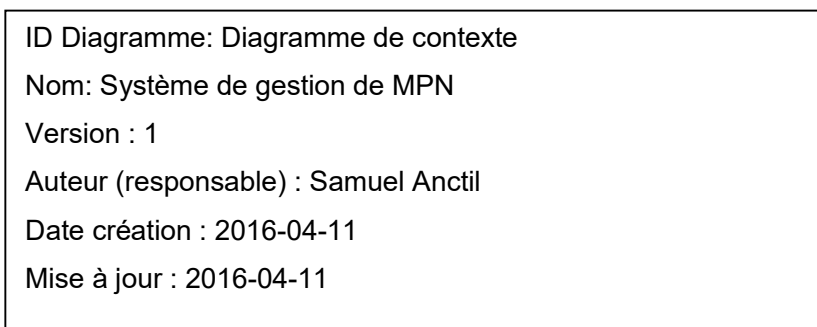 ID Diagramme: Diagramme de contexte
Nom: Système de gestion de MPN
Version : 1
Auteur (responsable) : Samuel Anctil
Date création : 2016-04-11
Mise à jour : 2016-04-11